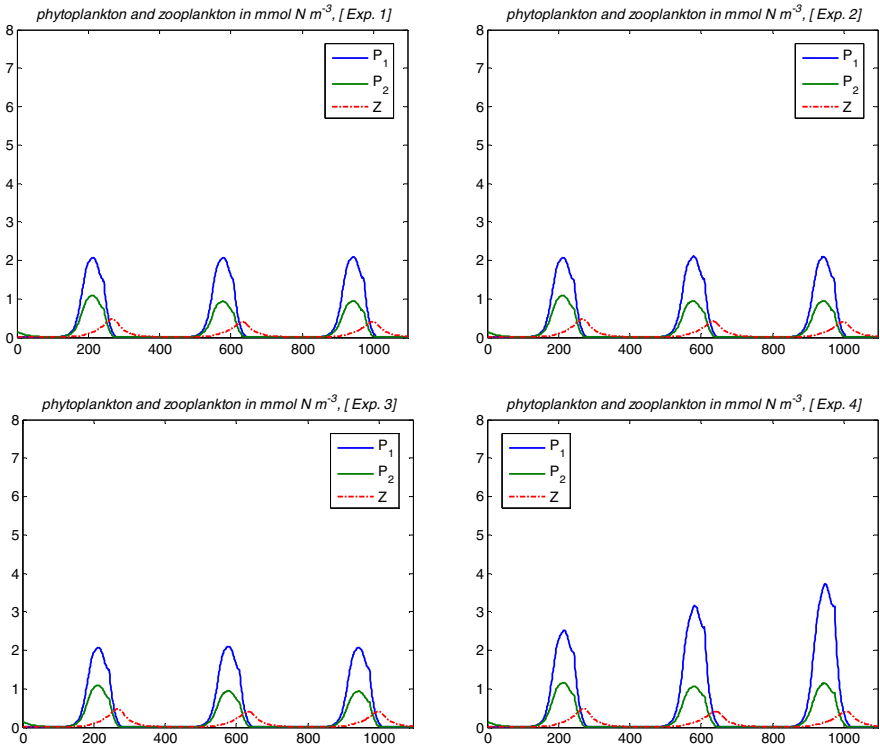 phytoplankton and zooplankton in mmol N m⁻³, [ Exp. 1]
8
7
6
5
4
3
2
1
0
P₁
P₂
Z
0 200 400 600 800 1000
phytoplankton and zooplankton in mmol N m⁻³, [ Exp. 2]
8
7
6
5
4
3
2
1
0
P₁
P₂
Z
0 200 400 600 800 1000
phytoplankton and zooplankton in mmol N m⁻³, [ Exp. 3]
8
7
6
5
4
3
2
1
0
P₁
P₂
Z
0 200 400 600 800 1000
phytoplankton and zooplankton in mmol N m⁻³, [ Exp. 4]
8
7
6
5
4
3
2
1
0
P₁
P₂
Z
0 200 400 600 800 1000